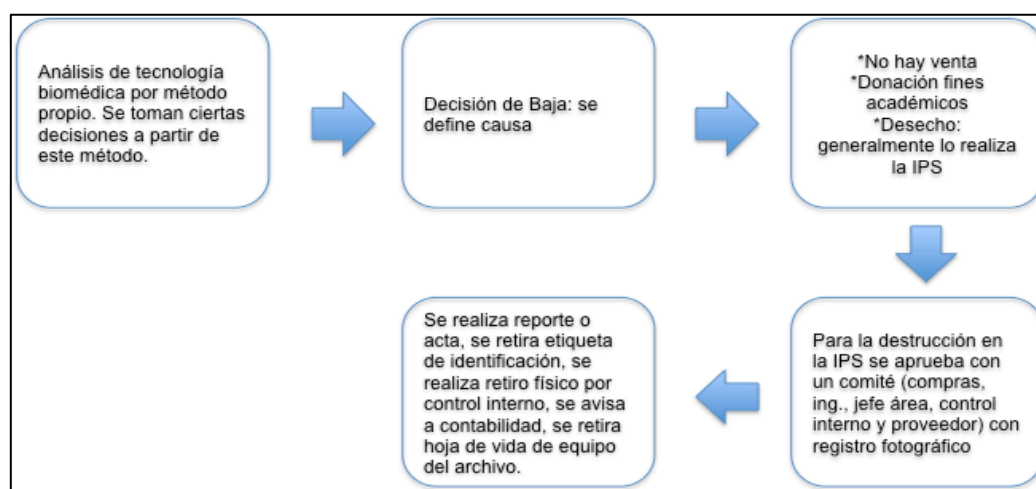 Análisis de tecnología
biomédica por método
propio. Se toman ciertas
decisiones a partir de
este método.
Decisión de Baja: se
define causa
*No hay venta
*Donación fines
académicos
*Desecho:
generalmente lo realiza
la IPS
Para la destrucción en
la IPS se aprueba con
un comité (compras,
ing., jefe área, control
interno y proveedor) con
registro fotográfico
Se realiza reporte o
acta, se retira etiqueta
de identificación, se
realiza retiro físico por
control interno, se avisa
a contabilidad, se retira
hoja de vida de equipo
del archivo.